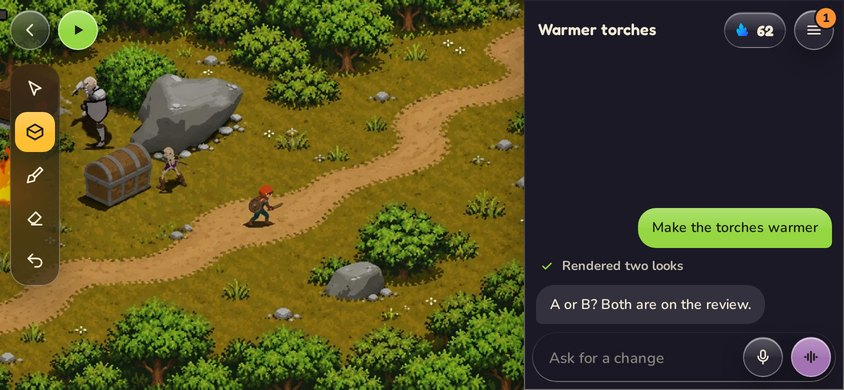 Warmer torches
62
1
Make the torches warmer
Rendered two looks
A or B? Both are on the review.
Ask for a change